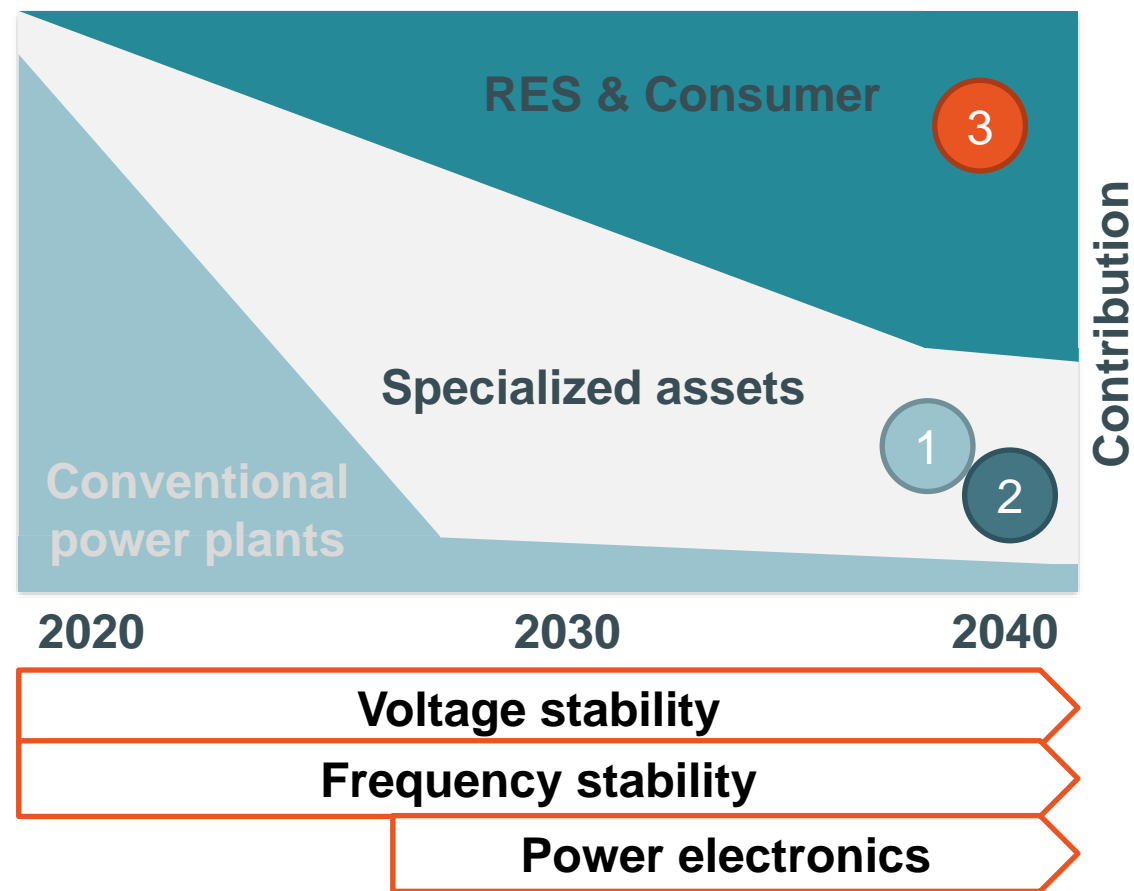 RES & Consumer
3
Contribution
Specialized assets
1
2
Conventional
power plants
2020 2030 2040
Voltage stability
Frequency stability
Power electronics